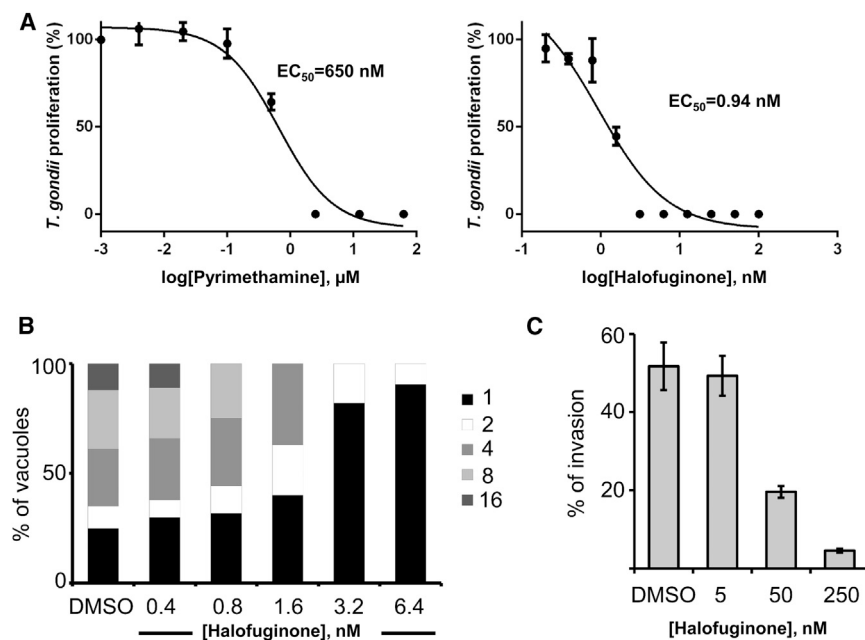 A
T. gondii proliferation (%)
100
50
0
EC50=650 nM
-3 -2 -1 0 1 2
log[Pyrimethamine], µM
T. gondii proliferation (%)
100
50
0
EC50=0.94 nM
-1 0 1 2 3
log[Halofuginone], nM
B
% of vacuoles
100
50
0
DMSO 0.4 0.8 1.6 3.2 6.4
[Halofuginone], nM
1
2
4
8
16
C
% of invasion
60
40
20
DMSO 5 50 250
[Halofuginone], nM